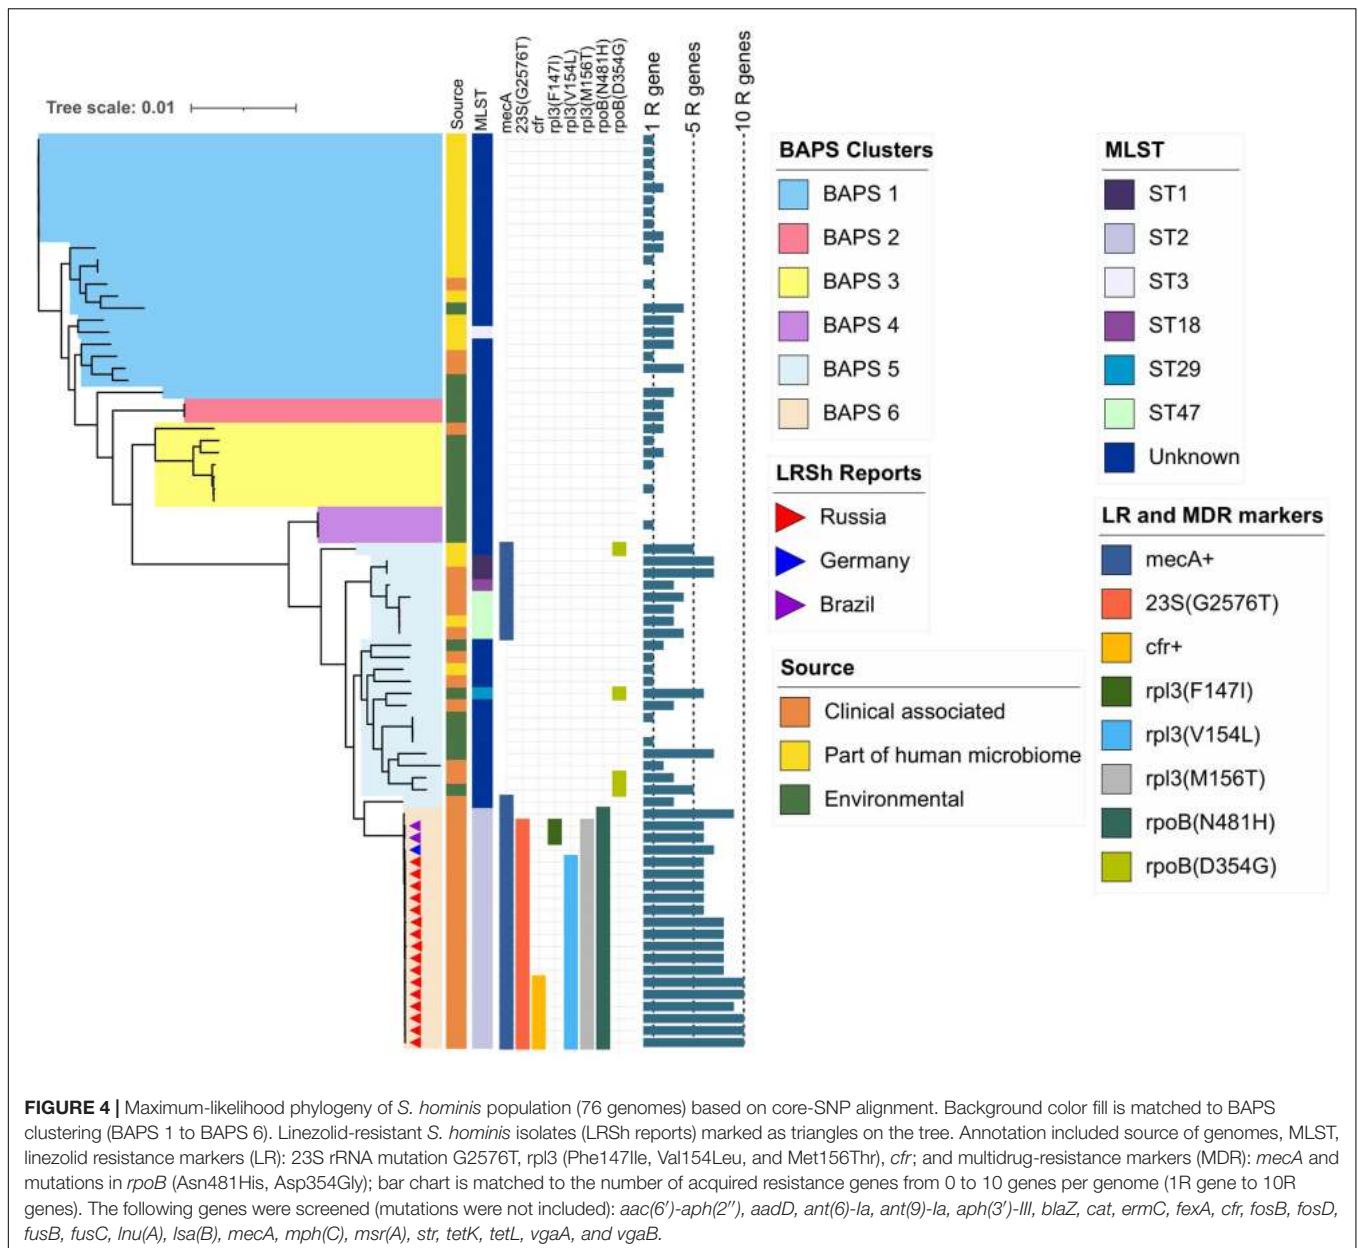 Tree scale: 0.01
Source
MLST
mecA
23S(G2576T)
cfr
rpl3(F147I)
rpl3(V154L)
rpl3(M156T)
rpoB(N481H)
rpoB(D354G)
1 R gene
5 R genes
10 R genes
BAPS Clusters
BAPS 1
BAPS 2
BAPS 3
BAPS 4
BAPS 5
BAPS 6
LRSh Reports
Russia
Germany
Brazil
Source
Clinical associated
Part of human microbiome
Environmental
MLST
ST1
ST2
ST3
ST18
ST29
ST47
Unknown
LR and MDR markers
mecA+
23S(G2576T)
cfr+
rpl3(F147I)
rpl3(V154L)
rpl3(M156T)
rpoB(N481H)
rpoB(D354G)
FIGURE 4 | Maximum-likelihood phylogeny of S. hominis population (76 genomes) based on core-SNP alignment. Background color fill is matched to BAPS
clustering (BAPS 1 to BAPS 6). Linezolid-resistant S. hominis isolates (LRSh reports) marked as triangles on the tree. Annotation included source of genomes, MLST,
linezolid resistance markers (LR): 23S rRNA mutation G2576T, rpl3 (Phe147Ile, Val154Leu, and Met156Thr), cfr; and multidrug-resistance markers (MDR): mecA and
mutations in rpoB (Asn481His, Asp354Gly); bar chart is matched to the number of acquired resistance genes from 0 to 10 genes per genome (1R gene to 10R
genes). The following genes were screened (mutations were not included): aac(6′)-aph(2″), aadD, ant(6)-Ia, ant(9)-Ia, aph(3′)-III, blaZ, cat, ermC, fexA, cfr, fosB, fosD,
fusB, fusC, lnu(A), lsa(B), mecA, mph(C), msr(A), str, tetK, tetL, vgaA, and vgaB.